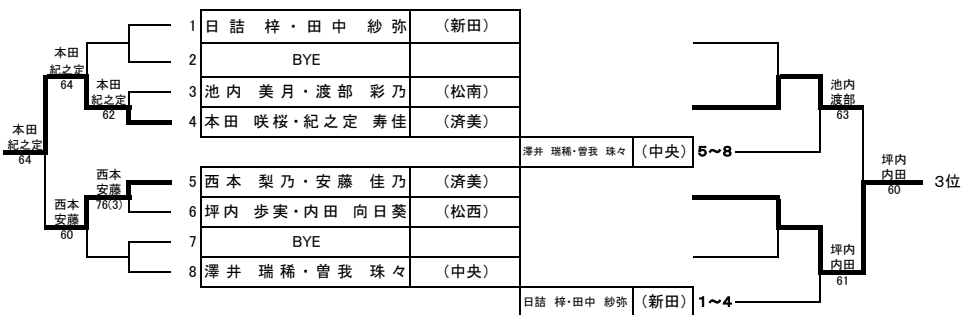 1 日詰 梓・田中 紗弥 (新田)
2 BYE
3 池内 美月・渡部 彩乃 (松南)
4 本田 咲桜・紀之定 寿佳 (済美)
澤井 瑞稀・曽我 珠々 (中央) 5~8
5 西本 梨乃・安藤 佳乃 (済美)
6 坪内 歩実・内田 向日葵 (松西)
7 BYE
8 澤井 瑞稀・曽我 珠々 (中央)
日詰 梓・田中 紗弥 (新田) 1~4
本田
紀之定
64
本田
紀之定
62
本田
紀之定
64
西本
安藤
76(3)
西本
安藤
60
池内
渡部
63
坪内
内田
60
3位
坪内
内田
61